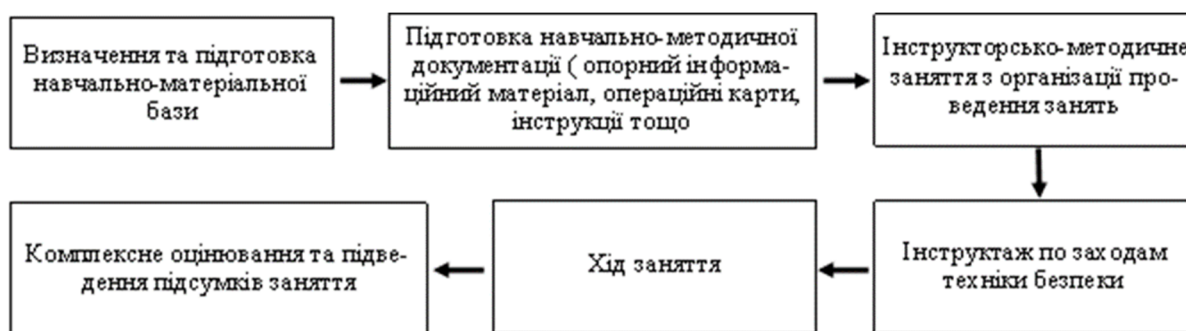 Визначення та підготовка
навчально-матеріальної
бази
Підготовка навчально-методичної
документації ( опорний інформа-
ційний матеріал, операційні карти,
інструкції тощо
Інструкторсько-методичне
заняття з організації про-
ведення занять
Інструктаж по заходам
техніки безпеки
Хід заняття
Комплексне оцінювання та підве-
дення підсумків заняття